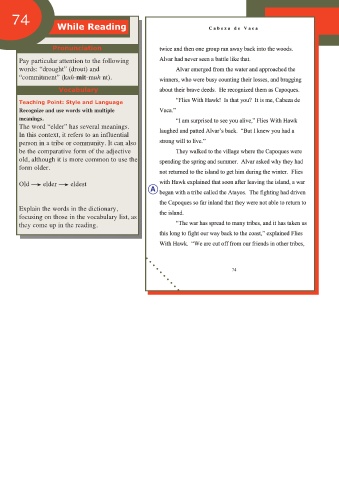 74
While Reading
Pronunciation
Pay particular attention to the following
words: “drought” (drout) and
“commitment” (kuh-mit-muh nt).
Vocabulary
Teaching Point: Style and Language
Recognize and use words with multiple
meanings.
The word “elder” has several meanings.
In this context, it refers to an influential
person in a tribe or community. It can also
be the comparative form of the adjective
old, although it is more common to use the
form older.
Old → elder → eldest
Explain the words in the dictionary,
focusing on those in the vocabulary list, as
they come up in the reading.
Cabeza de Vaca
twice and then one group ran away back into the woods.
Alvar had never seen a battle like that.
Alvar emerged from the water and approached the
winners, who were busy counting their losses, and bragging
about their brave deeds. He recognized them as Capoques.
“Flies With Hawk! Is that you? It is me, Cabeza de
Vaca.”
“I am surprised to see you alive,” Flies With Hawk
laughed and patted Alvar’s back. “But I knew you had a
strong will to live.”
They walked to the village where the Capoques were
spending the spring and summer. Alvar asked why they had
not returned to the island to get him during the winter. Flies
with Hawk explained that soon after leaving the island, a war
A
began with a tribe called the Atayos. The fighting had driven
the Capoques so far inland that they were not able to return to
the island.
“The war has spread to many tribes, and it has taken us
this long to fight our way back to the coast,” explained Flies
With Hawk. “We are cut off from our friends in other tribes,
74